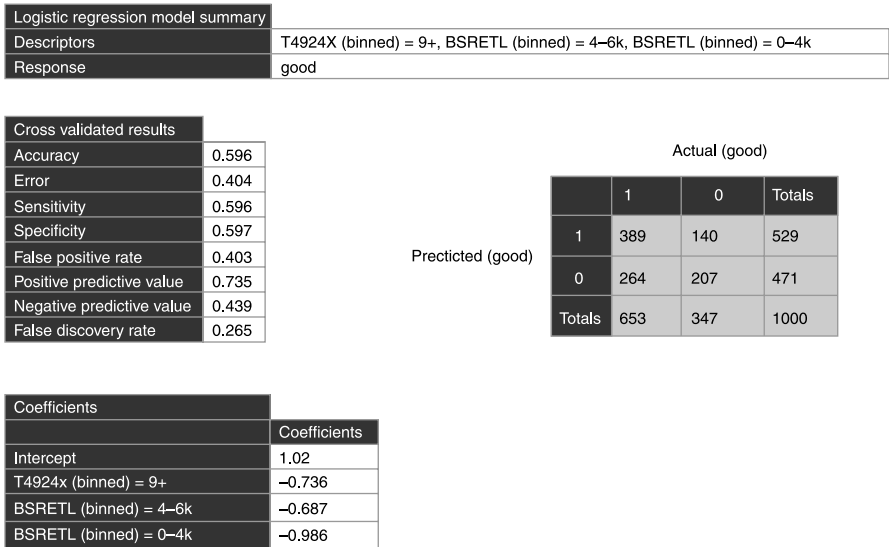 Logistic regression model summary
Descriptors T4924X (binned) = 9+, BSRETL (binned) = 4–6k, BSRETL (binned) = 0–4k
Response good
Cross validated results
Accuracy 0.596
Error 0.404
Sensitivity 0.596
Specificity 0.597
False positive rate 0.403
Positive predictive value 0.735
Negative predictive value 0.439
False discovery rate 0.265
Actual (good)
1 0 Totals
Precticted (good)
1 389 140 529
0 264 207 471
Totals 653 347 1000
Coefficients
Coefficients
Intercept 1.02
T4924x (binned) = 9+ –0.736
BSRETL (binned) = 4–6k –0.687
BSRETL (binned) = 0–4k –0.986